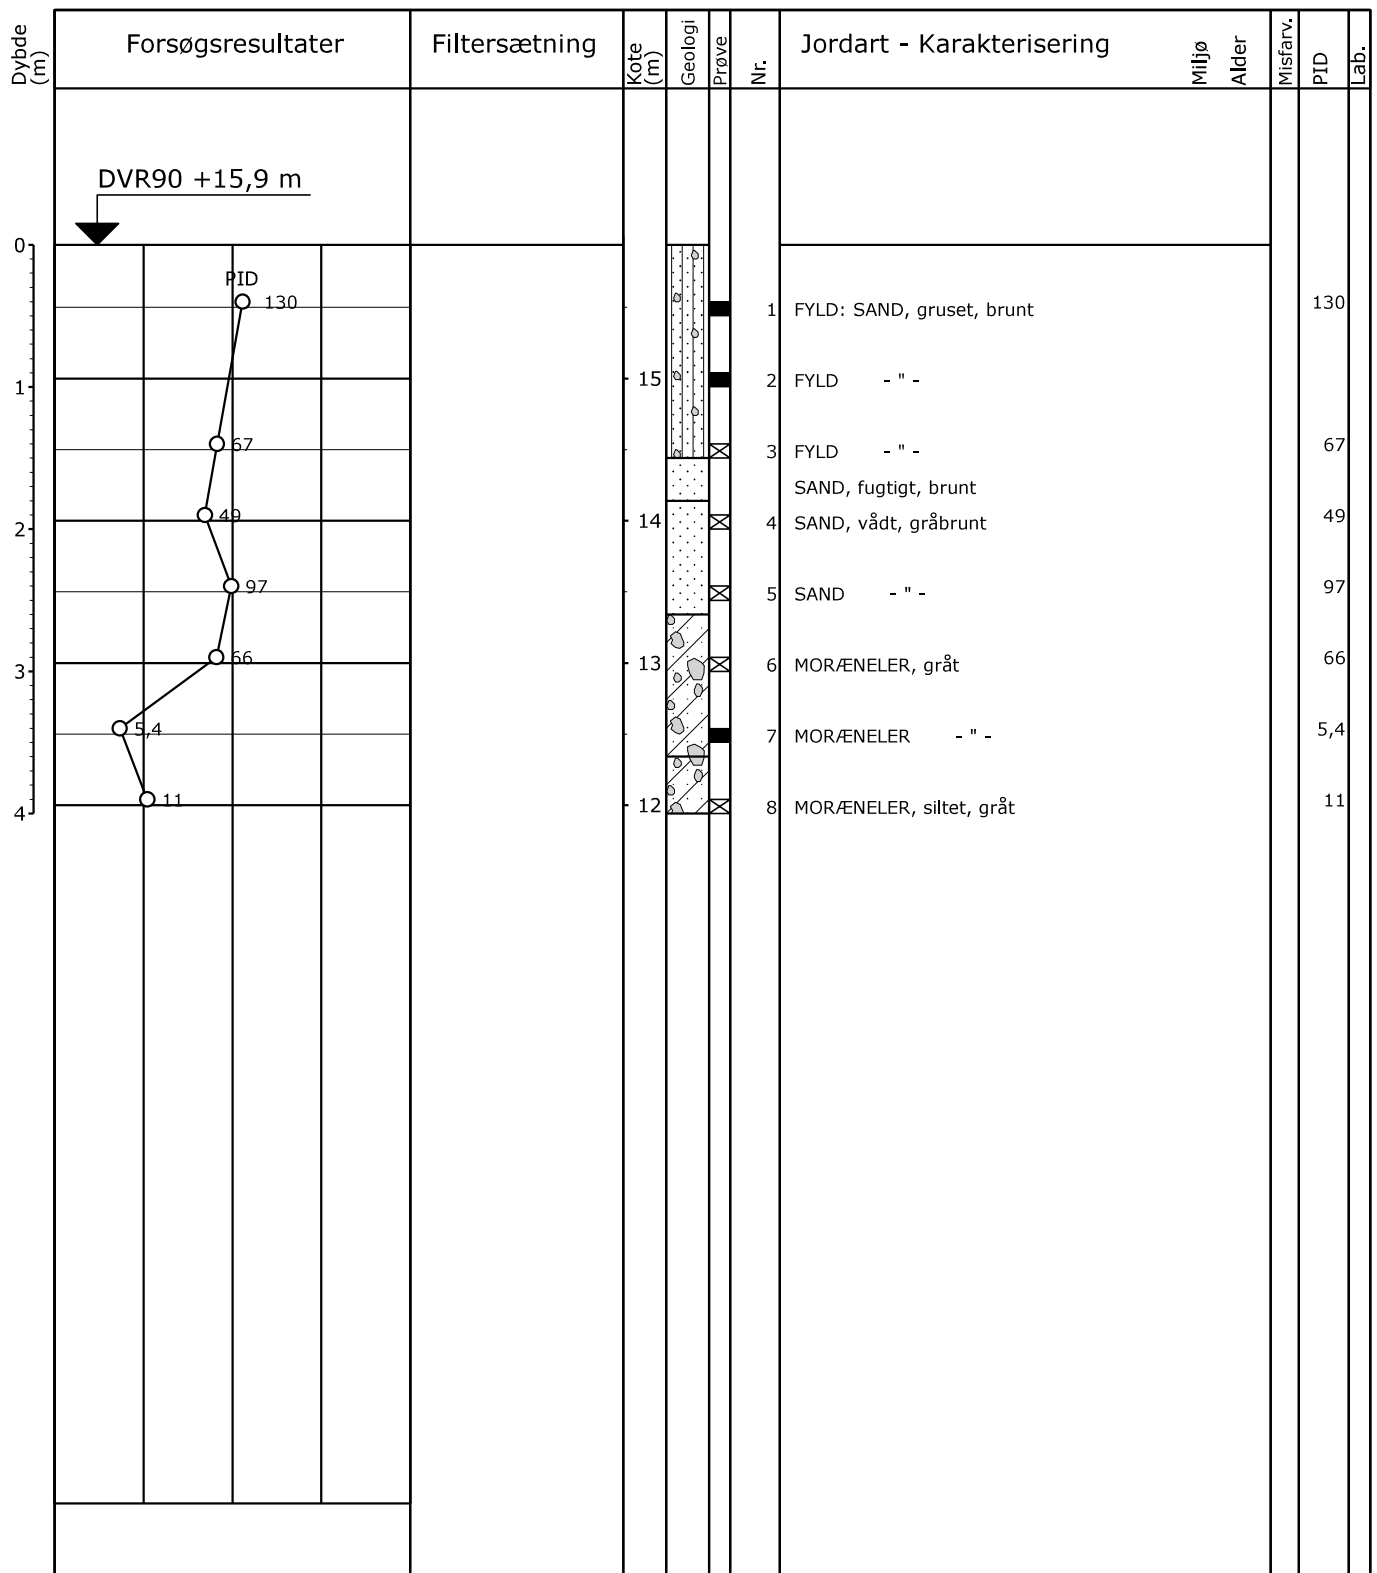 Dybde (m) Forsøgsresultater Filtersætning Kote (m) Geologi Prøve Nr. Jordart - Karakterisering Miljø Alder Misfarv. PID Lab.
DVR90 +15,9 m
0
PID
130 1 FYLD: SAND, gruset, brunt 130
1 15 2 FYLD - " -
67 3 FYLD - " - 67
SAND, fugtigt, brunt
49 14 4 SAND, vådt, gråbrunt 49
2
97 5 SAND - " - 97
66 13 6 MORÆNELER, gråt 66
3
5,4 7 MORÆNELER - " - 5,4
11 12 8 MORÆNELER, siltet, gråt 11
4